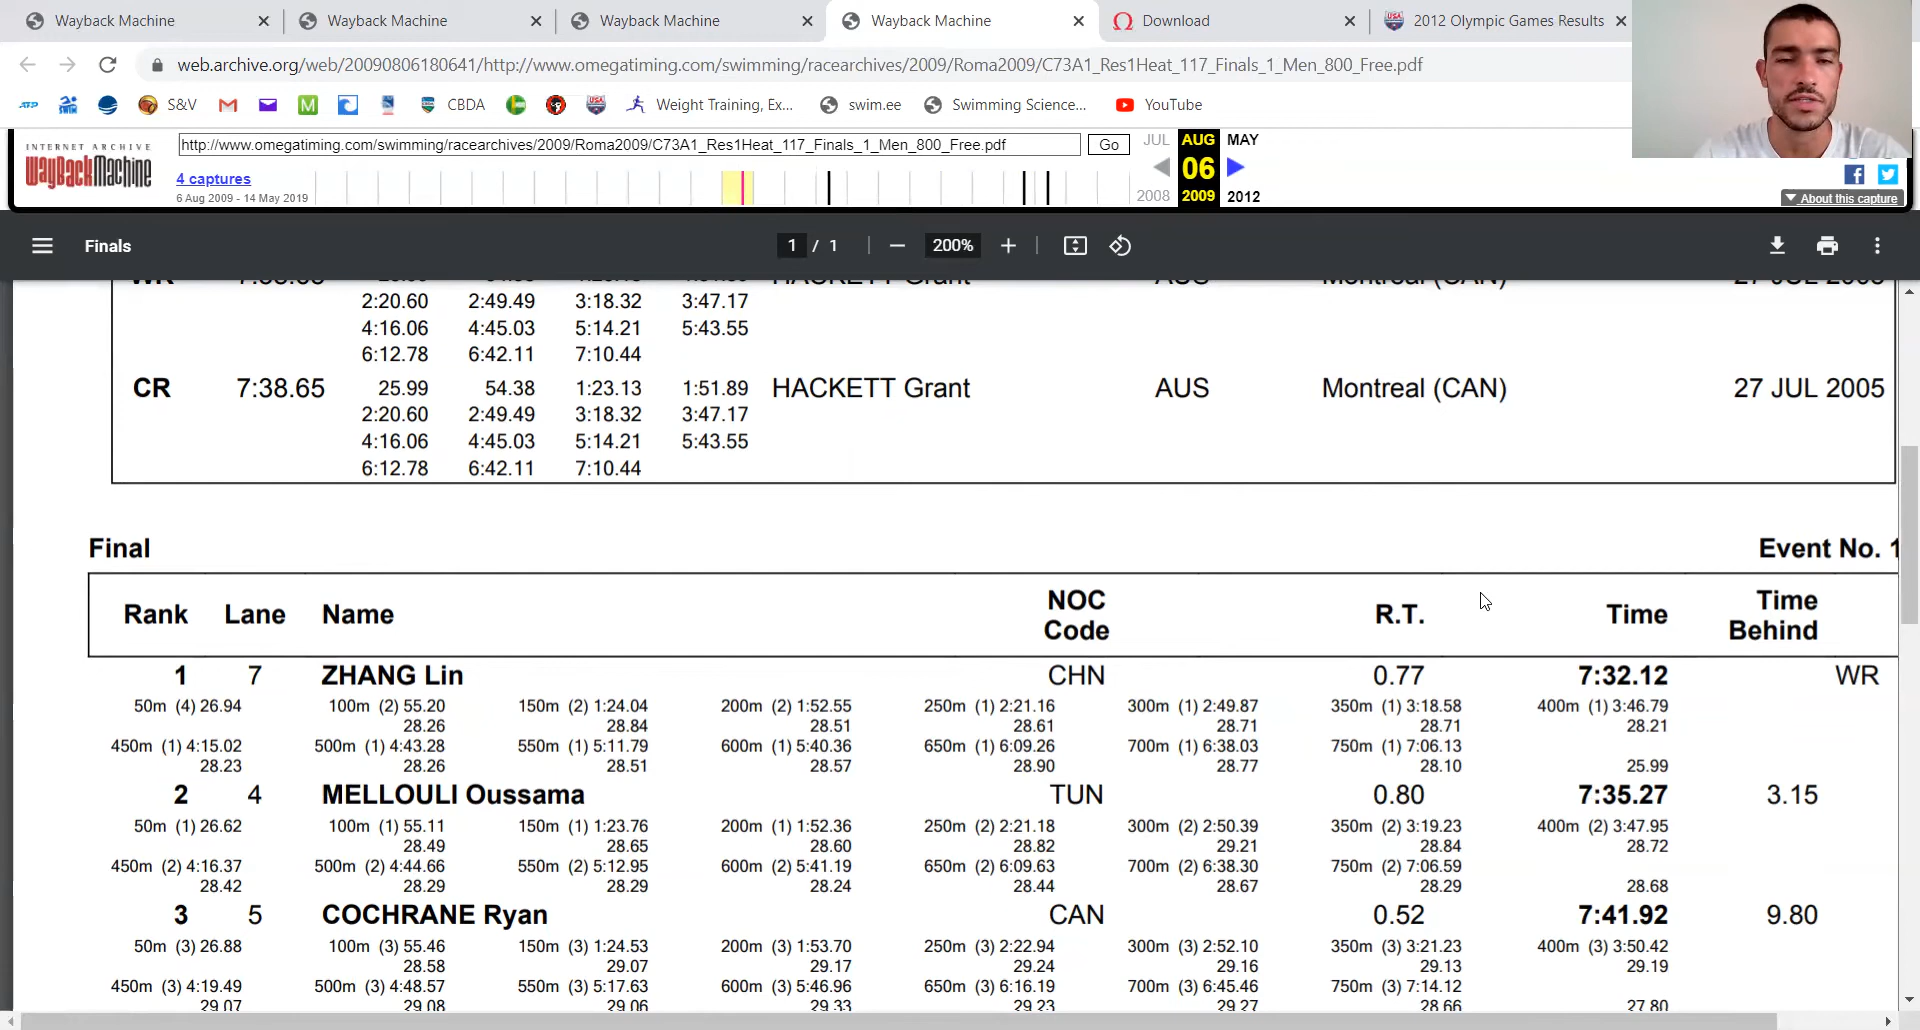 Wayback Machine Wayback Machine Wayback Machine Wayback Machine Download 2012 Olympic Games Results
web.archive.org/web/20090806180641/http://www.omegatiming.com/swimming/racearchives/2009/Roma2009/C73A1_Res1Heat_117_Finals_1_Men_800_Free.pdf
ATP SWIM S&V M CBDA USA Weight Training, Ex... swim.ee Swimming Science... YouTube
INTERNET ARCHIVE
WayBackMachine
http://www.omegatiming.com/swimming/racearchives/2009/Roma2009/C73A1_Res1Heat_117_Finals_1_Men_800_Free.pdf Go JUL AUG MAY
4 captures 06
6 Aug 2009 - 14 May 2019 2008 2009 2012 About this capture
Finals 1 / 1 200%
HACKETT Grant AUS Montreal (CAN)
2:20.60 2:49.49 3:18.32 3:47.17
4:16.06 4:45.03 5:14.21 5:43.55
6:12.78 6:42.11 7:10.44
CR 7:38.65 25.99 54.38 1:23.13 1:51.89 HACKETT Grant AUS Montreal (CAN) 27 JUL 2005
2:20.60 2:49.49 3:18.32 3:47.17
4:16.06 4:45.03 5:14.21 5:43.55
6:12.78 6:42.11 7:10.44
Final Event No. 1
Rank Lane Name NOC Code R.T. Time Time Behind
1 7 ZHANG Lin CHN 0.77 7:32.12 WR
50m (4) 26.94 100m (2) 55.20 150m (2) 1:24.04 200m (2) 1:52.55 250m (1) 2:21.16 300m (1) 2:49.87 350m (1) 3:18.58 400m (1) 3:46.79
28.26 28.84 28.51 28.61 28.71 28.71 28.21
450m (1) 4:15.02 500m (1) 4:43.28 550m (1) 5:11.79 600m (1) 5:40.36 650m (1) 6:09.26 700m (1) 6:38.03 750m (1) 7:06.13
28.23 28.26 28.51 28.57 28.90 28.77 28.10 25.99
2 4 MELLOULI Oussama TUN 0.80 7:35.27 3.15
50m (1) 26.62 100m (1) 55.11 150m (1) 1:23.76 200m (1) 1:52.36 250m (2) 2:21.18 300m (2) 2:50.39 350m (2) 3:19.23 400m (2) 3:47.95
28.49 28.65 28.60 28.82 29.21 28.84 28.72
450m (2) 4:16.37 500m (2) 4:44.66 550m (2) 5:12.95 600m (2) 5:41.19 650m (2) 6:09.63 700m (2) 6:38.30 750m (2) 7:06.59
28.42 28.29 28.29 28.24 28.44 28.67 28.29 28.68
3 5 COCHRANE Ryan CAN 0.52 7:41.92 9.80
50m (3) 26.88 100m (3) 55.46 150m (3) 1:24.53 200m (3) 1:53.70 250m (3) 2:22.94 300m (3) 2:52.10 350m (3) 3:21.23 400m (3) 3:50.42
28.58 29.07 29.17 29.24 29.16 29.13 29.19
450m (3) 4:19.49 500m (3) 4:48.57 550m (3) 5:17.63 600m (3) 5:46.96 650m (3) 6:16.19 700m (3) 6:45.46 750m (3) 7:14.12
29.07 29.08 29.06 29.33 29.23 29.27 28.66 27.80